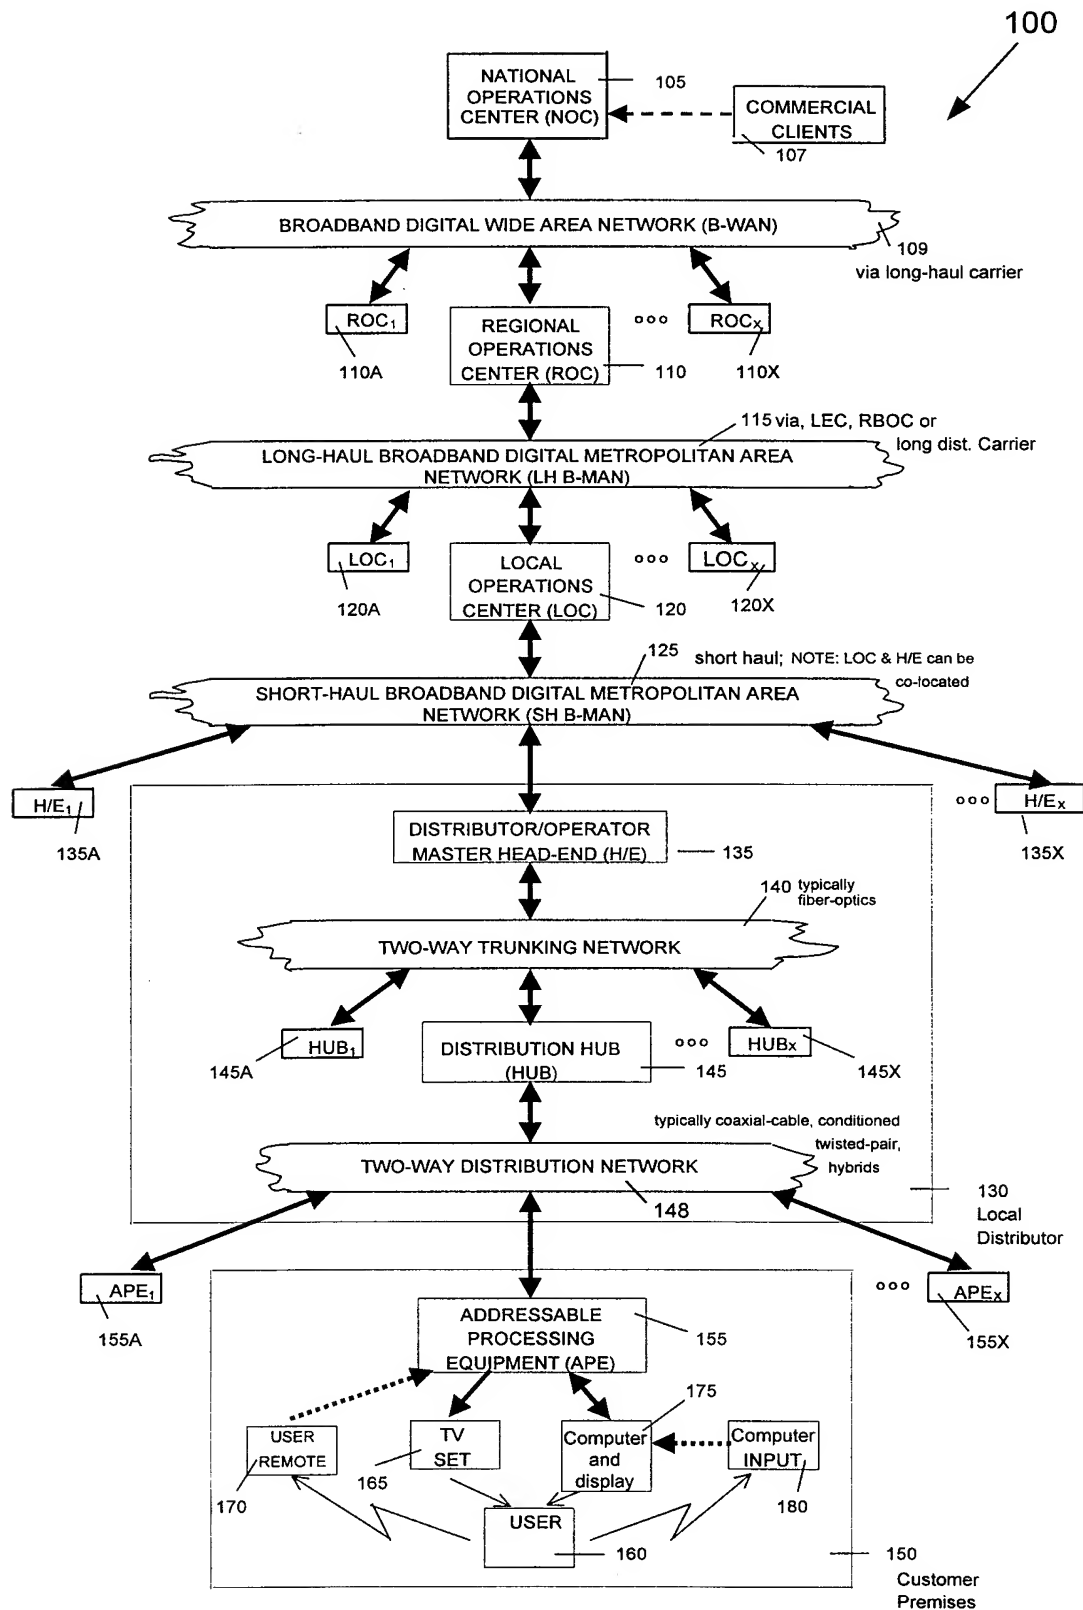 100
NATIONAL
OPERATIONS
CENTER (NOC)
105
COMMERCIAL
CLIENTS
107
BROADBAND DIGITAL WIDE AREA NETWORK (B-WAN)
109
via long-haul carrier
ROC1
110A
REGIONAL
OPERATIONS
CENTER (ROC)
110
ooo
ROCX
110X
115 via, LEC, RBOC or
long dist. Carrier
LONG-HAUL BROADBAND DIGITAL METROPOLITAN AREA
NETWORK (LH B-MAN)
LOC1
120A
LOCAL
OPERATIONS
CENTER (LOC)
120
ooo
LOCX
120X
125
short haul; NOTE: LOC & H/E can be
co-located
SHORT-HAUL BROADBAND DIGITAL METROPOLITAN AREA
NETWORK (SH B-MAN)
H/E1
135A
DISTRIBUTOR/OPERATOR
MASTER HEAD-END (H/E)
135
ooo
H/EX
135X
140 typically
fiber-optics
TWO-WAY TRUNKING NETWORK
HUB1
145A
DISTRIBUTION HUB
(HUB)
145
ooo
HUBX
145X
typically coaxial-cable, conditioned
twisted-pair,
hybrids
TWO-WAY DISTRIBUTION NETWORK
148
130
Local
Distributor
APE1
155A
ADDRESSABLE
PROCESSING
EQUIPMENT (APE)
155
ooo
APEX
155X
175
USER
REMOTE
170
TV
SET
165
Computer
and
display
Computer
INPUT
180
USER
160
150
Customer
Premises